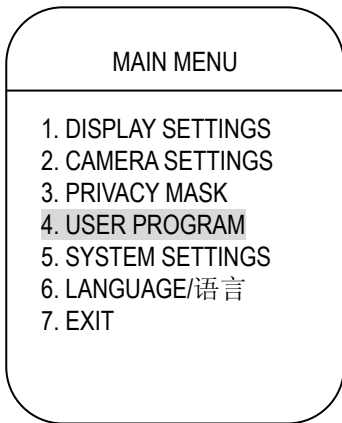 MAIN MENU
1. DISPLAY SETTINGS
2. CAMERA SETTINGS
3. PRIVACY MASK
4. USER PROGRAM
5. SYSTEM SETTINGS
6. LANGUAGE/语言
7. EXIT